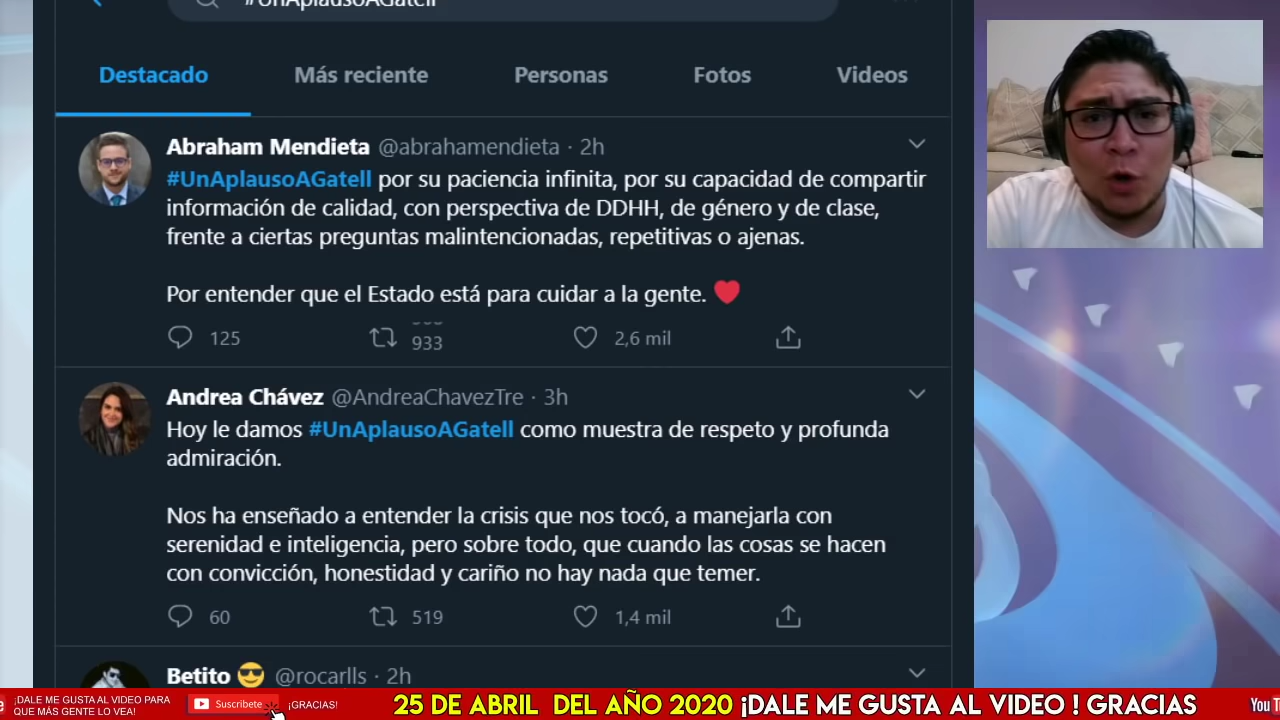 #UnAplausoAGatell
Destacado Más reciente Personas Fotos Videos
Abraham Mendieta @abrahamendieta · 2h
#UnAplausoAGatell por su paciencia infinita, por su capacidad de compartir
información de calidad, con perspectiva de DDHH, de género y de clase,
frente a ciertas preguntas malintencionadas, repetitivas o ajenas.
Por entender que el Estado está para cuidar a la gente. ❤️
125 933 2,6 mil
Andrea Chávez @AndreaChavezTre · 3h
Hoy le damos #UnAplausoAGatell como muestra de respeto y profunda
admiración.
Nos ha enseñado a entender la crisis que nos tocó, a manejarla con
serenidad e inteligencia, pero sobre todo, que cuando las cosas se hacen
con convicción, honestidad y cariño no hay nada que temer.
60 519 1,4 mil
Betito 😎 @rocarlls · 2h
¡DALE ME GUSTA AL VIDEO PARA
QUE MÁS GENTE LO VEA!
Suscríbete
¡GRACIAS!
25 DE ABRIL DEL AÑO 2020 ¡DALE ME GUSTA AL VIDEO ! GRACIAS